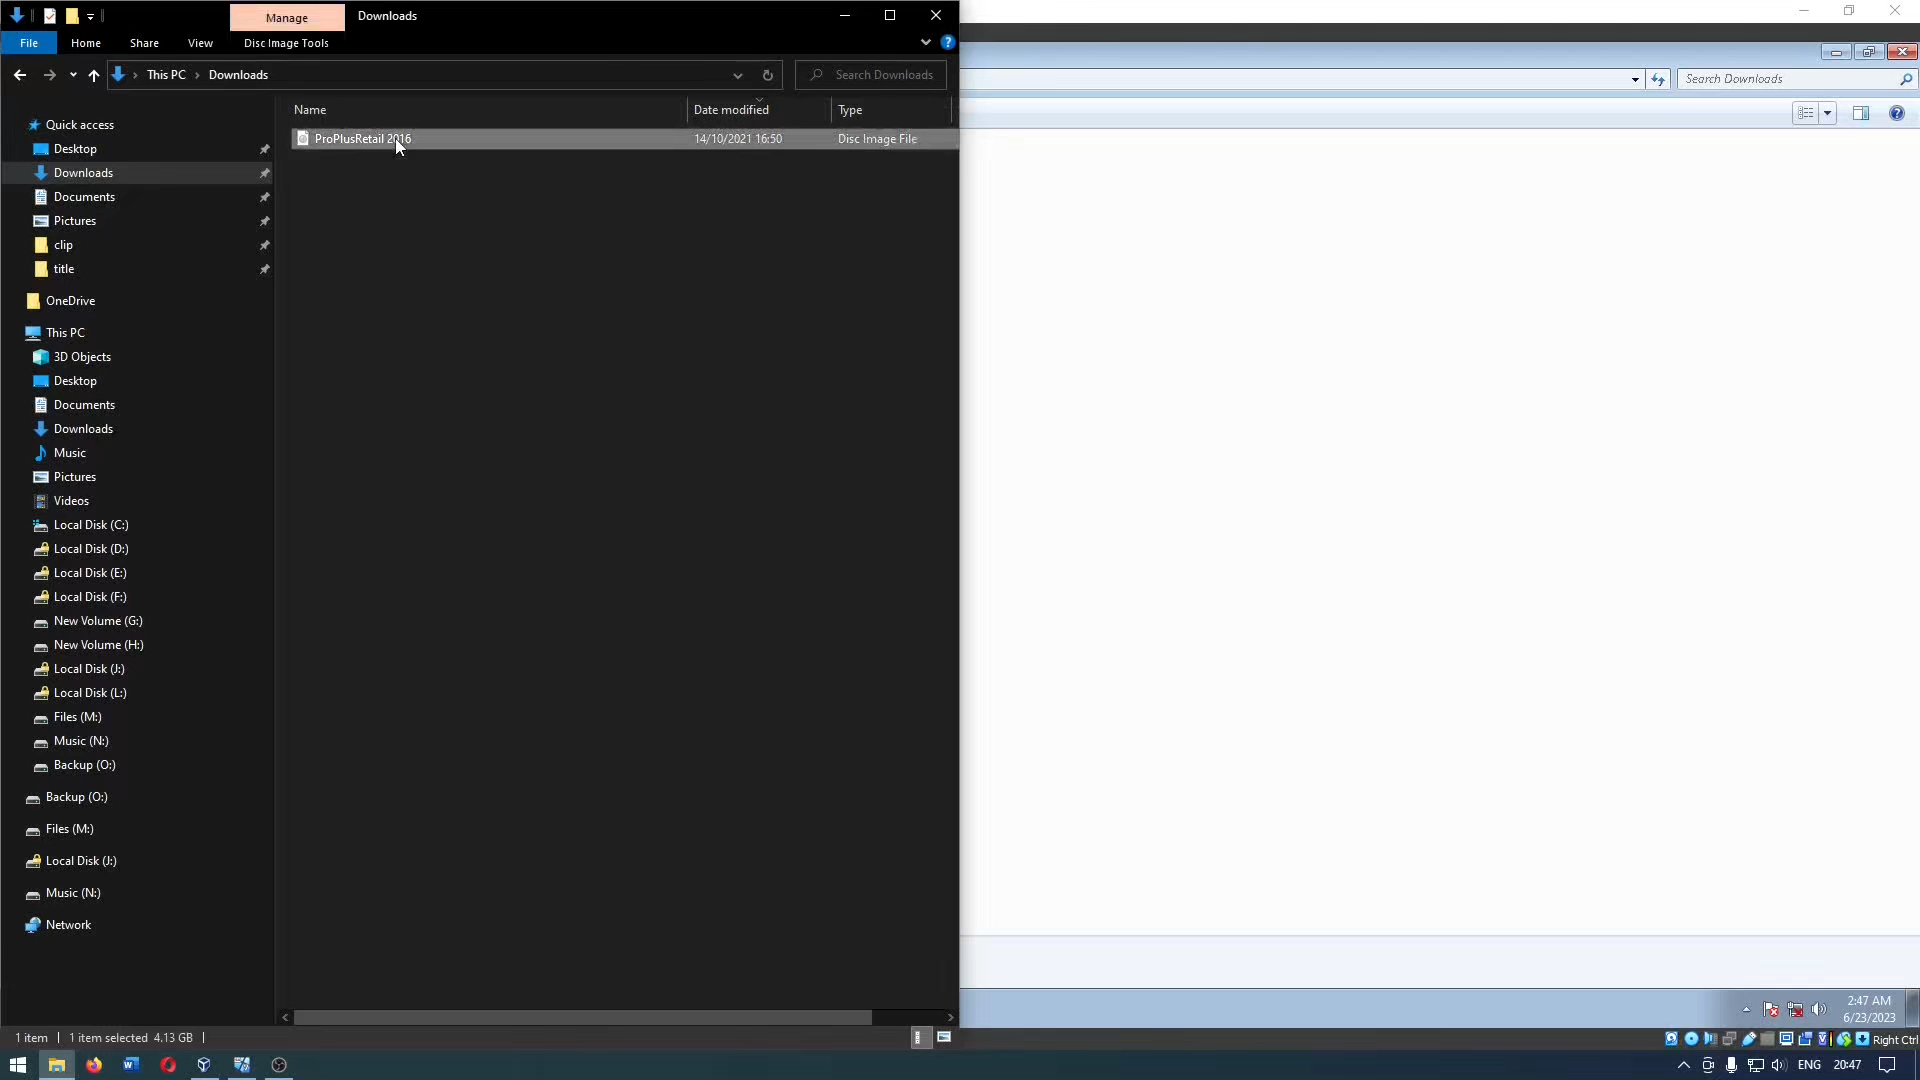 Manage
Downloads
File
Home
Share
View
Disc Image Tools
This PC
Downloads
Search Downloads
Search Downloads
Name
Date modified
Type
Quick access
ProPlusRetail 2016
14/10/2021 16:50
Disc Image File
Desktop
Downloads
Documents
Pictures
clip
title
OneDrive
This PC
3D Objects
Desktop
Documents
Downloads
Music
Pictures
Videos
Local Disk (C:)
Local Disk (D:)
Local Disk (E:)
Local Disk (F:)
New Volume (G:)
New Volume (H:)
Local Disk (J:)
Local Disk (L:)
Files (M:)
Music (N:)
Backup (O:)
Backup (O:)
Files (M:)
Local Disk (J:)
Music (N:)
Network
2:47 AM
6/23/2023
1 item
1 item selected 4.13 GB
Right Ctrl
ENG
20:47